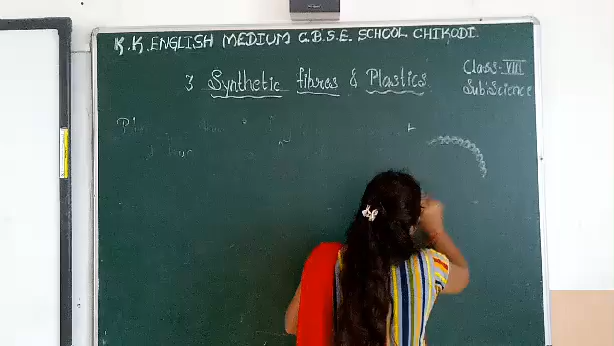 K.K.ENGLISH MEDIUM C.B.S.E. SCHOOL CHIKODI.
Class: VIII
3 Synthetic fibres & Plastics
Sub:Science